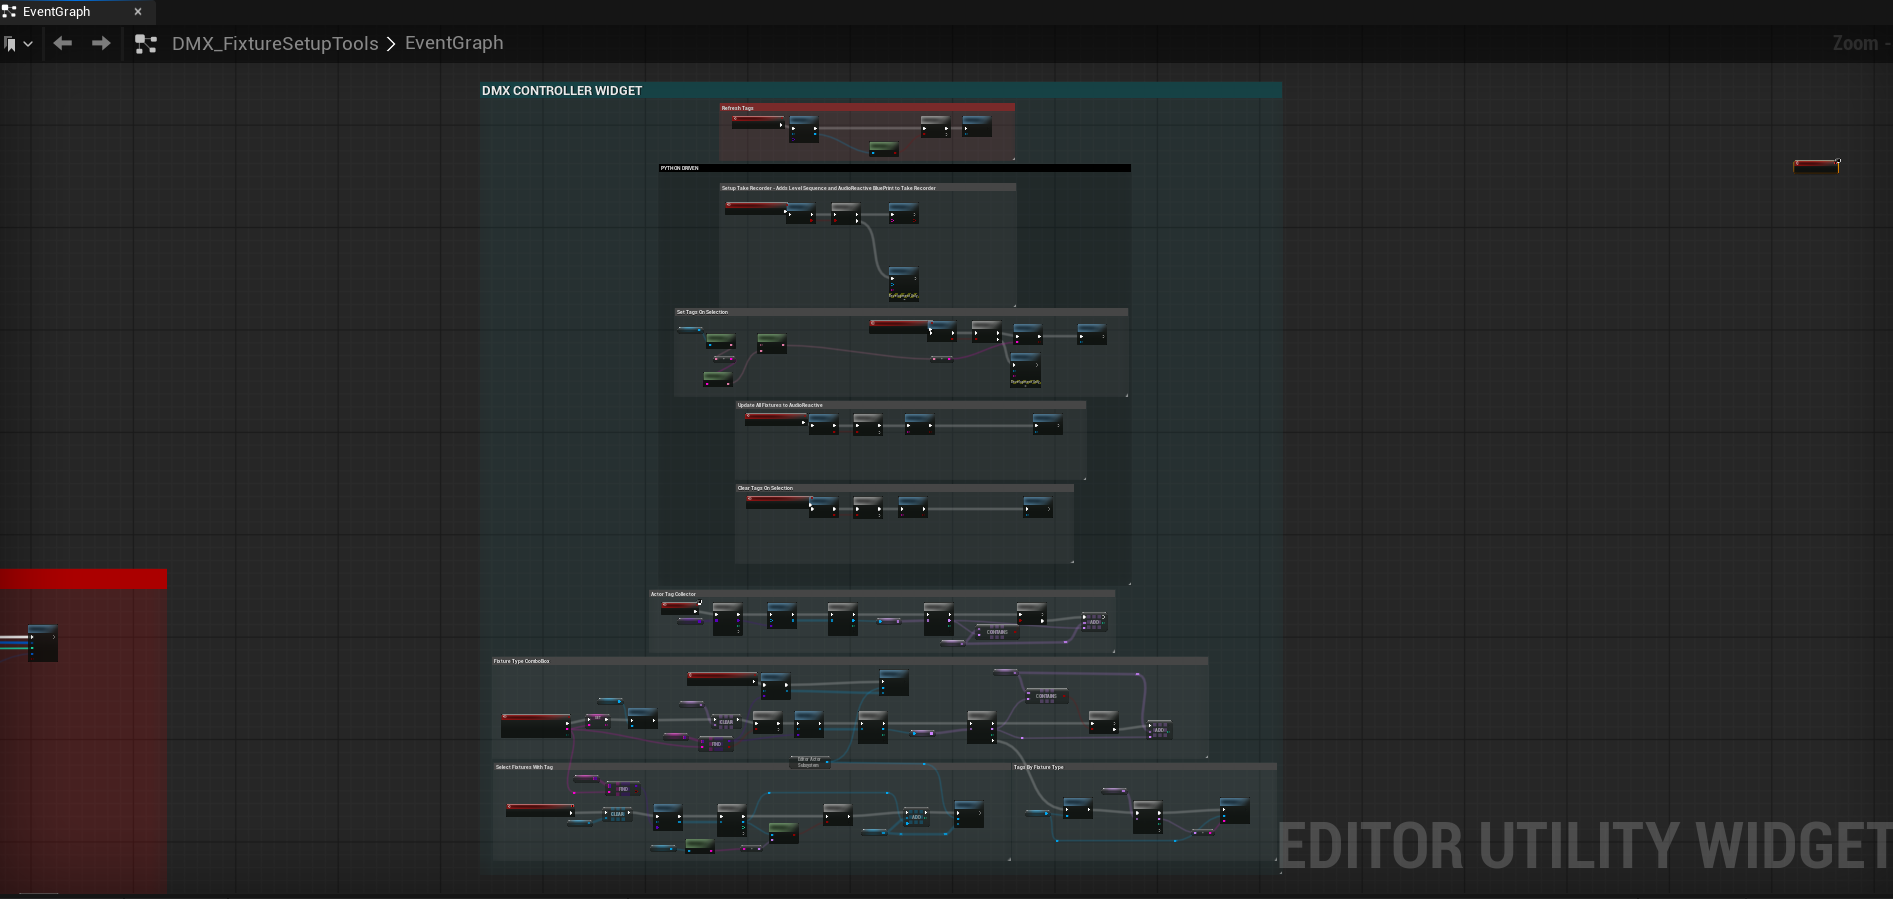 EventGraph
DMX_FixtureSetupTools > EventGraph
Zoom -
DMX CONTROLLER WIDGET
Refresh Tags
PYTHON DRIVEN
Setup Take Recorder - Adds Level Sequence and AudioReactive BluePrint to Take Recorder
Set Tags On Selection
Update All Fixtures to AudioReactive
Clear Tags On Selection
Actor Tag Collector
CONTAINS
ADD
Fixture Type ComboBox
CONTAINS
SET
CLEAR
ADD
FIND
Editor Actor
Subsystem
Select Fixtures With Tag
Tags By Fixture Type
FIND
CLEAR
ADD
EDITOR UTILITY WIDGET